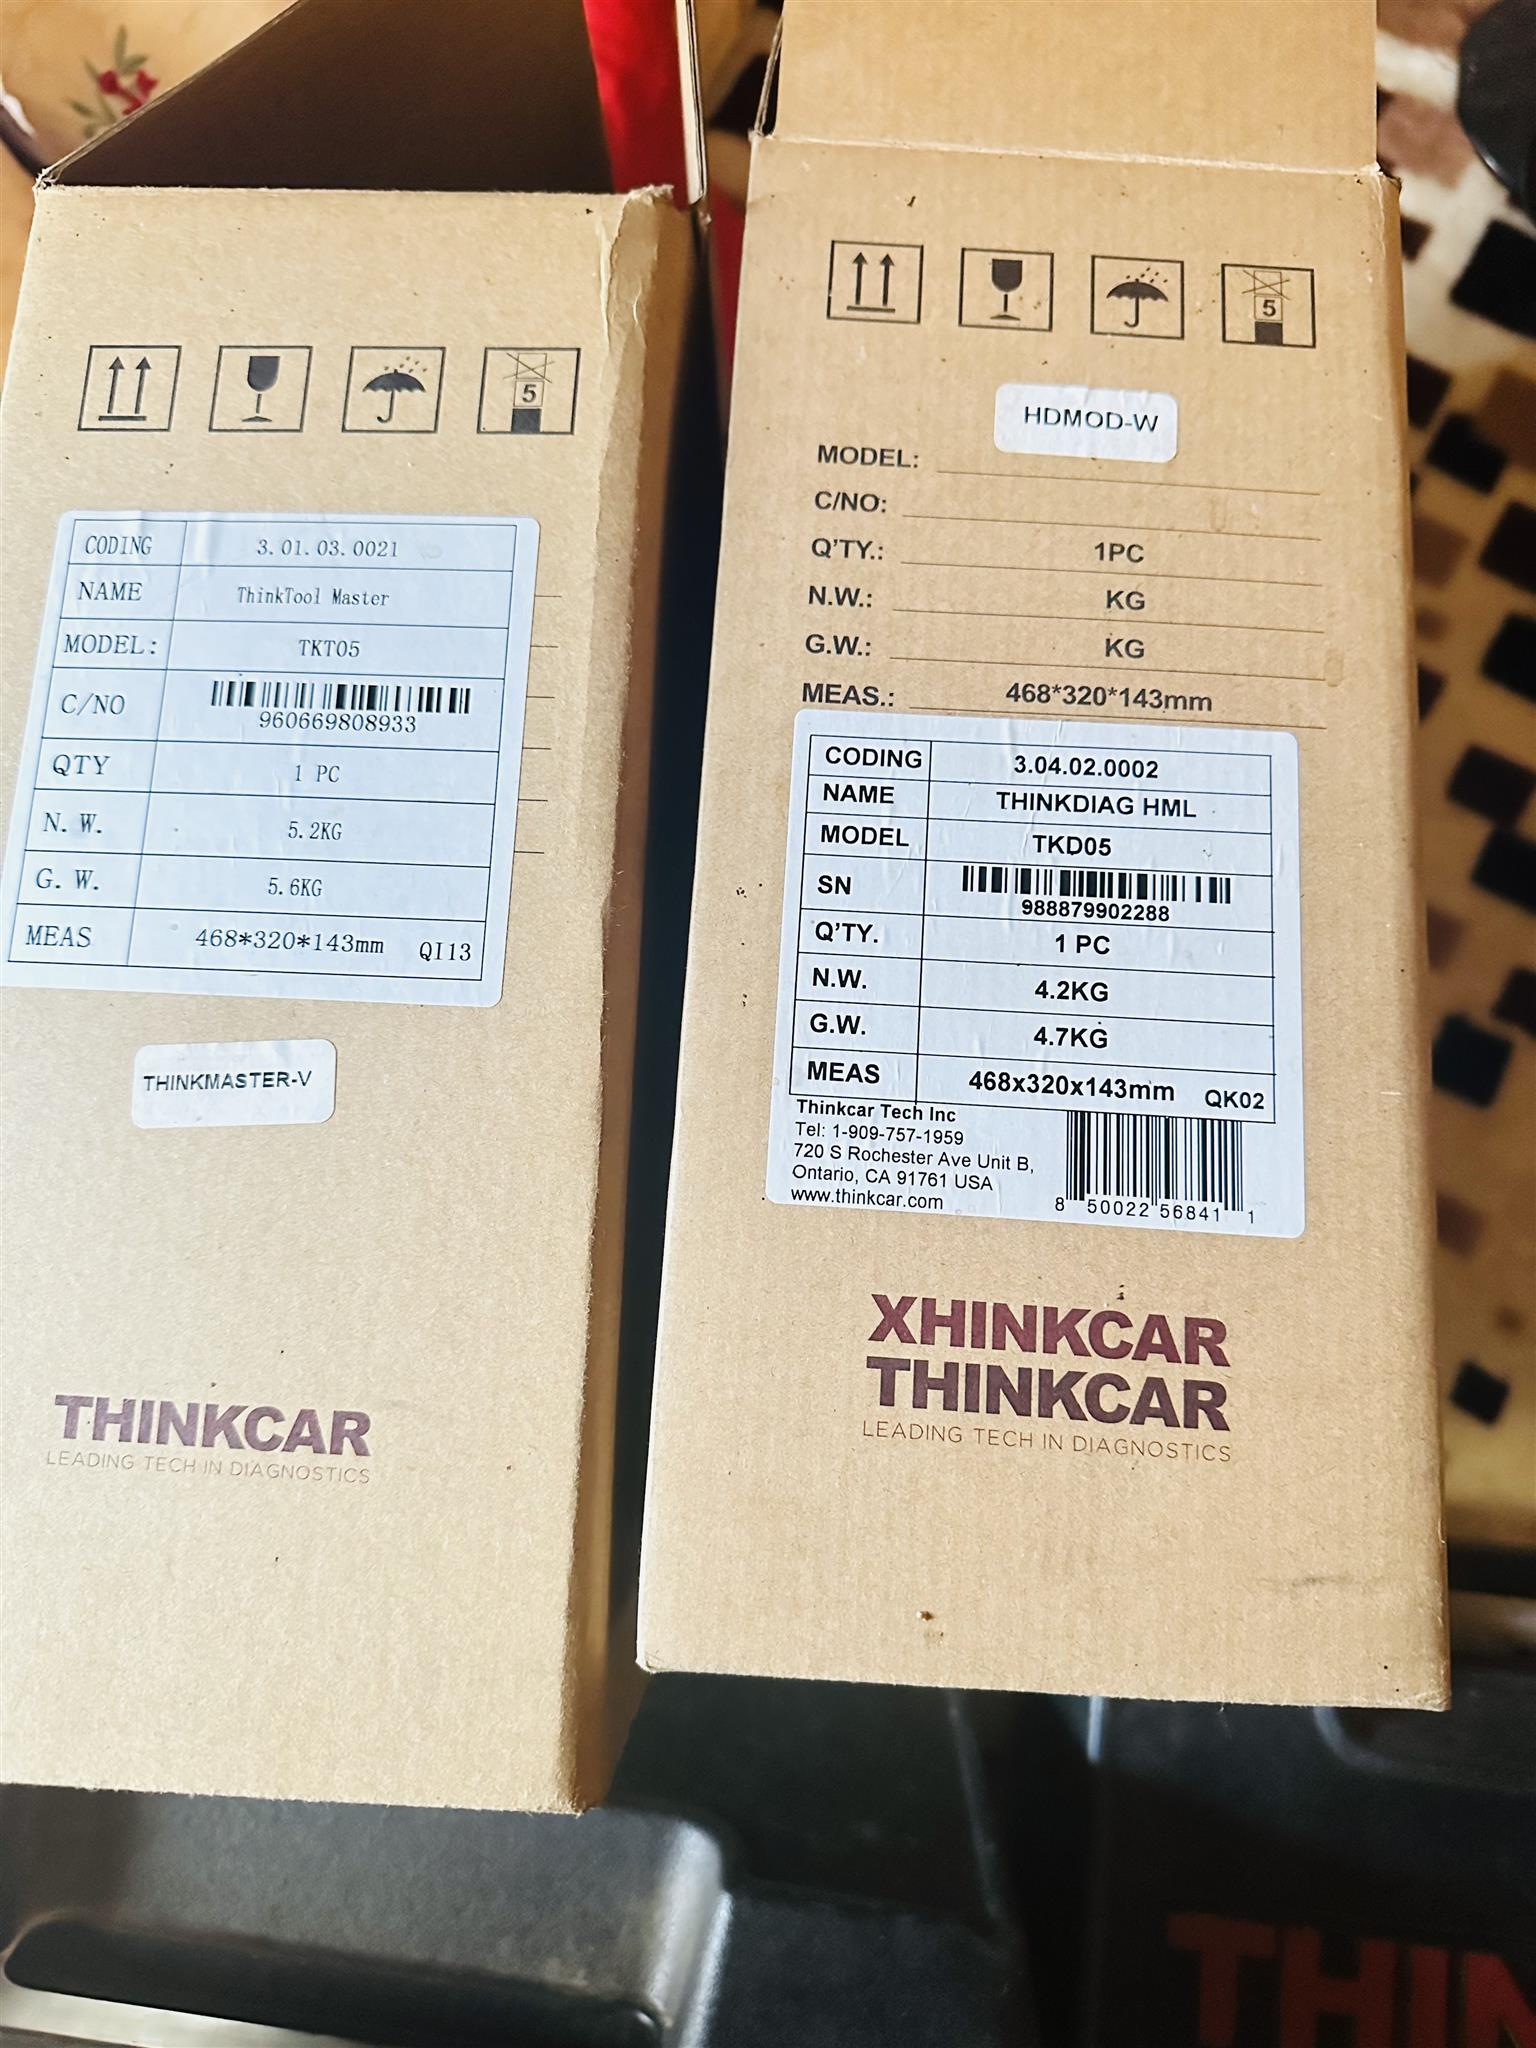 5
CODING 3.01.03.0021
NAME ThinkTool Master
MODEL: TKT05
C/NO 960669808933
QTY 1 PC
N. W. 5.2KG
G. W. 5.6KG
MEAS 468*320*143mm QI13
THINKMASTER-V
THINKCAR
LEADING TECH IN DIAGNOSTICS
5
HDMOD-W
MODEL:
C/NO:
Q'TY.: 1PC
N.W.: KG
G.W.: KG
MEAS.: 468*320*143mm
CODING 3.04.02.0002
NAME THINKDIAG HML
MODEL TKD05
SN 988879902288
Q'TY. 1 PC
N.W. 4.2KG
G.W. 4.7KG
MEAS 468x320x143mm QK02
Thinkcar Tech Inc
Tel: 1-909-757-1959
720 S Rochester Ave Unit B,
Ontario, CA 91761 USA
www.thinkcar.com
8 50022 56841 1
XHINKCAR
THINKCAR
LEADING TECH IN DIAGNOSTICS
THIN